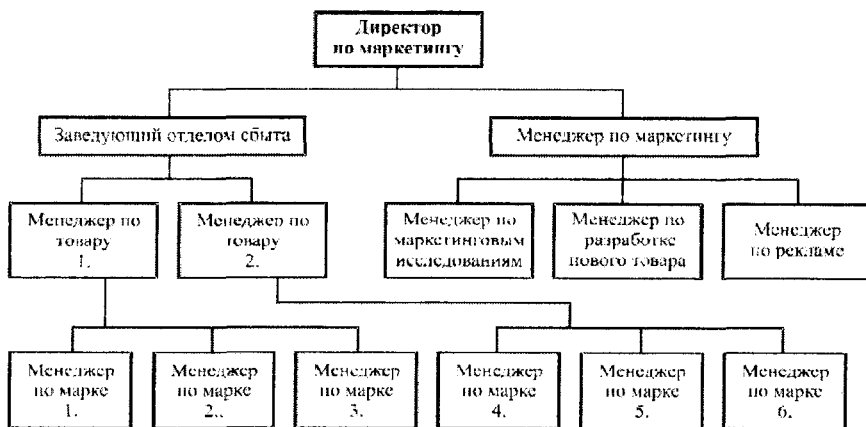 Директор
по маркетингу
Заведующий отделом сбыта
Менеджер по маркетингу
Менеджер по
товару
1.
Менеджер по
товару
2.
Менеджер по
маркетинговым
исследованиям
Менеджер по
разработке
нового товара
Менеджер
по рекламе
Менеджер
по марке
1.
Менеджер
по марке
2..
Менеджер
по марке
3.
Менеджер
по марке
4.
Менеджер
по марке
5.
Менеджер
по марке
6.